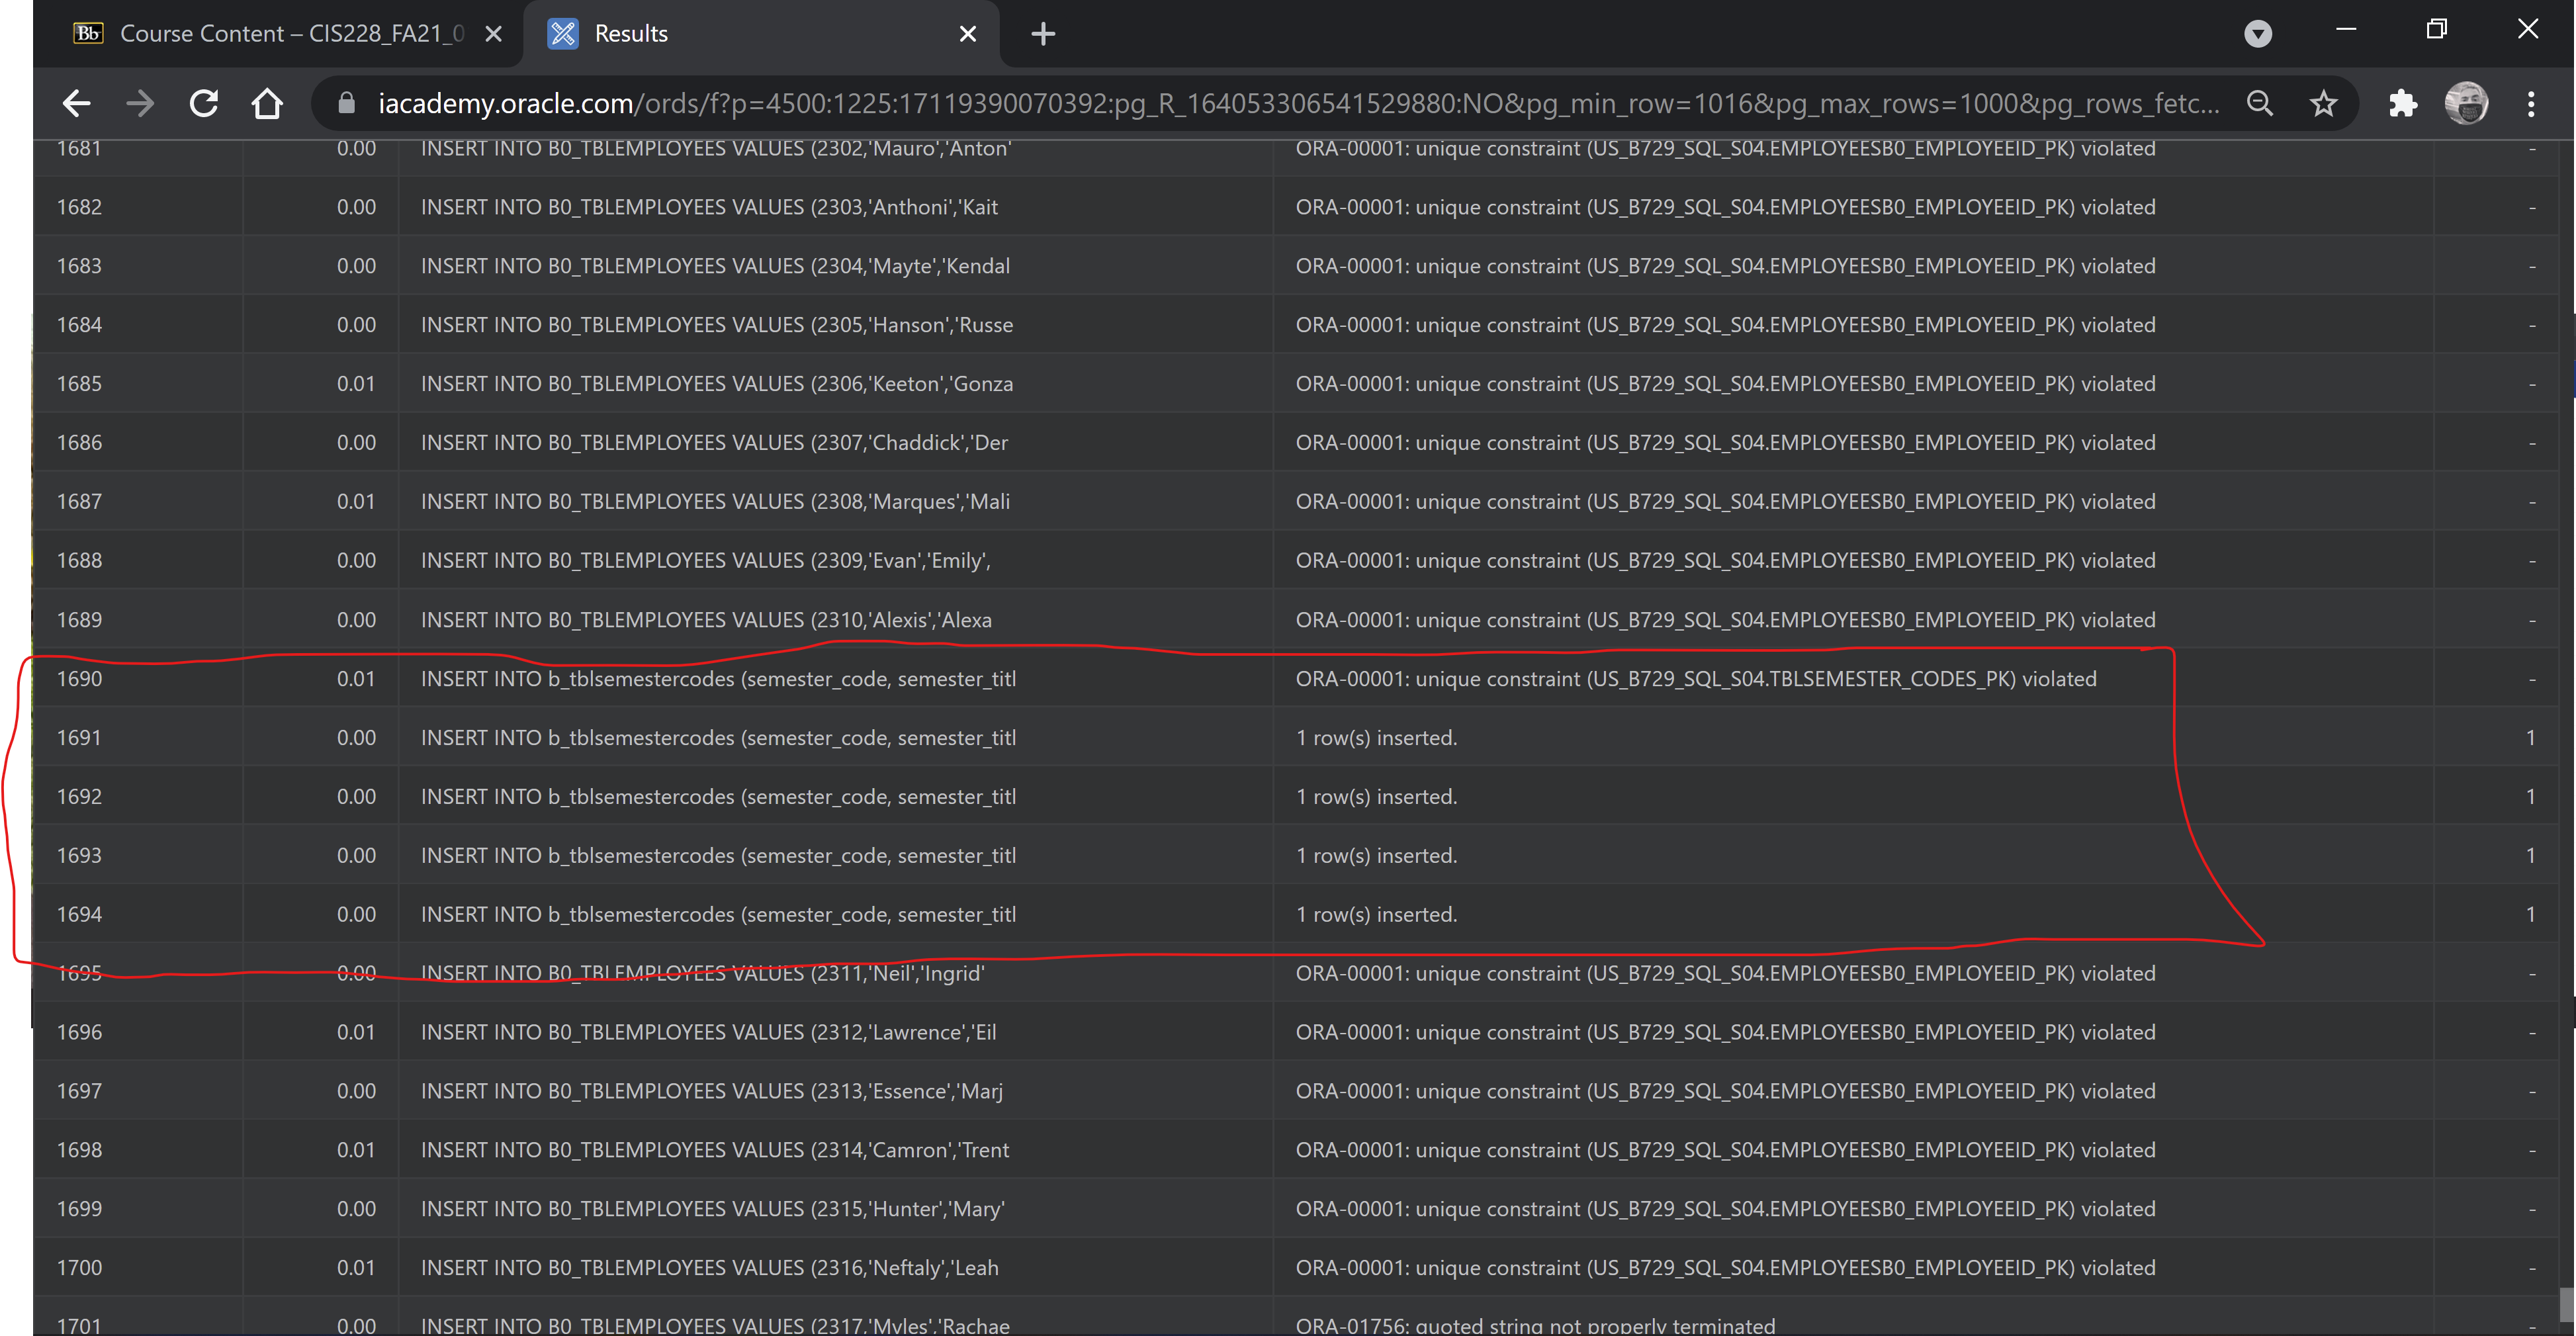 Course Content – CIS228_FA21_0
Results
iacademy.oracle.com/ords/f?p=4500:1225:17119390070392:pg_R_164053306541529880:NO&pg_min_row=1016&pg_max_rows=1000&pg_rows_fetc...
1681 0.00 INSERT INTO B0_TBLEMPLOYEES VALUES (2302,'Mauro','Anton' ORA-00001: unique constraint (US_B729_SQL_S04.EMPLOYEESB0_EMPLOYEEID_PK) violated -
1682 0.00 INSERT INTO B0_TBLEMPLOYEES VALUES (2303,'Anthoni','Kait ORA-00001: unique constraint (US_B729_SQL_S04.EMPLOYEESB0_EMPLOYEEID_PK) violated -
1683 0.00 INSERT INTO B0_TBLEMPLOYEES VALUES (2304,'Mayte','Kendal ORA-00001: unique constraint (US_B729_SQL_S04.EMPLOYEESB0_EMPLOYEEID_PK) violated -
1684 0.00 INSERT INTO B0_TBLEMPLOYEES VALUES (2305,'Hanson','Russe ORA-00001: unique constraint (US_B729_SQL_S04.EMPLOYEESB0_EMPLOYEEID_PK) violated -
1685 0.01 INSERT INTO B0_TBLEMPLOYEES VALUES (2306,'Keeton','Gonza ORA-00001: unique constraint (US_B729_SQL_S04.EMPLOYEESB0_EMPLOYEEID_PK) violated -
1686 0.00 INSERT INTO B0_TBLEMPLOYEES VALUES (2307,'Chaddick','Der ORA-00001: unique constraint (US_B729_SQL_S04.EMPLOYEESB0_EMPLOYEEID_PK) violated -
1687 0.01 INSERT INTO B0_TBLEMPLOYEES VALUES (2308,'Marques','Mali ORA-00001: unique constraint (US_B729_SQL_S04.EMPLOYEESB0_EMPLOYEEID_PK) violated -
1688 0.00 INSERT INTO B0_TBLEMPLOYEES VALUES (2309,'Evan','Emily', ORA-00001: unique constraint (US_B729_SQL_S04.EMPLOYEESB0_EMPLOYEEID_PK) violated -
1689 0.00 INSERT INTO B0_TBLEMPLOYEES VALUES (2310,'Alexis','Alexa ORA-00001: unique constraint (US_B729_SQL_S04.EMPLOYEESB0_EMPLOYEEID_PK) violated -
1690 0.01 INSERT INTO b_tblsemestercodes (semester_code, semester_titl ORA-00001: unique constraint (US_B729_SQL_S04.TBLSEMESTER_CODES_PK) violated -
1691 0.00 INSERT INTO b_tblsemestercodes (semester_code, semester_titl 1 row(s) inserted. 1
1692 0.00 INSERT INTO b_tblsemestercodes (semester_code, semester_titl 1 row(s) inserted. 1
1693 0.00 INSERT INTO b_tblsemestercodes (semester_code, semester_titl 1 row(s) inserted. 1
1694 0.00 INSERT INTO b_tblsemestercodes (semester_code, semester_titl 1 row(s) inserted. 1
1695 0.00 INSERT INTO B0_TBLEMPLOYEES VALUES (2311,'Neil','Ingrid' ORA-00001: unique constraint (US_B729_SQL_S04.EMPLOYEESB0_EMPLOYEEID_PK) violated -
1696 0.01 INSERT INTO B0_TBLEMPLOYEES VALUES (2312,'Lawrence','Eil ORA-00001: unique constraint (US_B729_SQL_S04.EMPLOYEESB0_EMPLOYEEID_PK) violated -
1697 0.00 INSERT INTO B0_TBLEMPLOYEES VALUES (2313,'Essence','Marj ORA-00001: unique constraint (US_B729_SQL_S04.EMPLOYEESB0_EMPLOYEEID_PK) violated -
1698 0.01 INSERT INTO B0_TBLEMPLOYEES VALUES (2314,'Camron','Trent ORA-00001: unique constraint (US_B729_SQL_S04.EMPLOYEESB0_EMPLOYEEID_PK) violated -
1699 0.00 INSERT INTO B0_TBLEMPLOYEES VALUES (2315,'Hunter','Mary' ORA-00001: unique constraint (US_B729_SQL_S04.EMPLOYEESB0_EMPLOYEEID_PK) violated -
1700 0.01 INSERT INTO B0_TBLEMPLOYEES VALUES (2316,'Neftaly','Leah ORA-00001: unique constraint (US_B729_SQL_S04.EMPLOYEESB0_EMPLOYEEID_PK) violated -
1701 0.00 INSERT INTO B0_TBLEMPLOYEES VALUES (2317,'Myles','Rachae ORA-01756: quoted string not properly terminated -